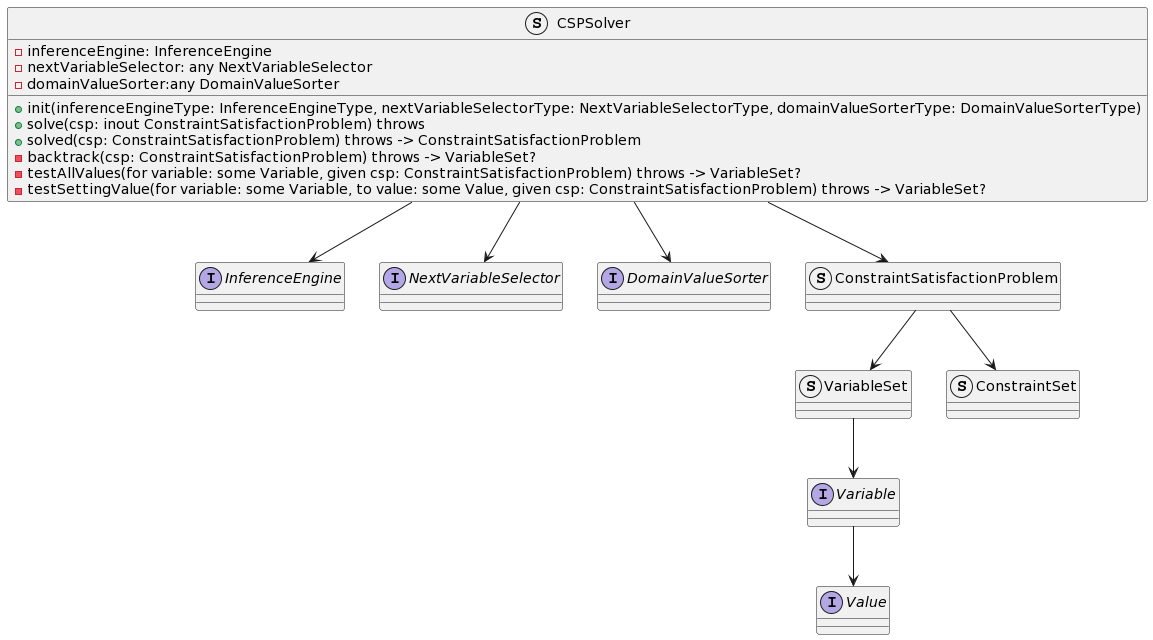 S CSPSolver
inferenceEngine: InferenceEngine
nextVariableSelector: any NextVariableSelector
domainValueSorter:any DomainValueSorter
init(inferenceEngineType: InferenceEngineType, nextVariableSelectorType: NextVariableSelectorType, domainValueSorterType: DomainValueSorterType)
solve(csp: inout ConstraintSatisfactionProblem) throws
solved(csp: ConstraintSatisfactionProblem) throws -> ConstraintSatisfactionProblem
backtrack(csp: ConstraintSatisfactionProblem) throws -> VariableSet?
testAllValues(for variable: some Variable, given csp: ConstraintSatisfactionProblem) throws -> VariableSet?
testSettingValue(for variable: some Variable, to value: some Value, given csp: ConstraintSatisfactionProblem) throws -> VariableSet?
I InferenceEngine
I NextVariableSelector
I DomainValueSorter
S ConstraintSatisfactionProblem
S VariableSet
S ConstraintSet
I Variable
I Value